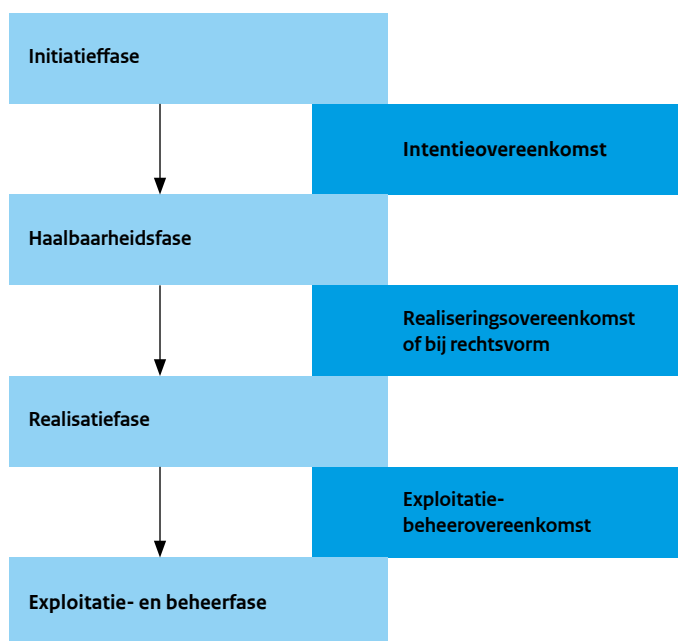 Initiatieffase
Intentieovereenkomst
Haalbaarheidsfase
Realiseringsovereenkomst
of bij rechtsvorm
Realisatiefase
Exploitatie-
beheerovereenkomst
Exploitatie- en beheerfase